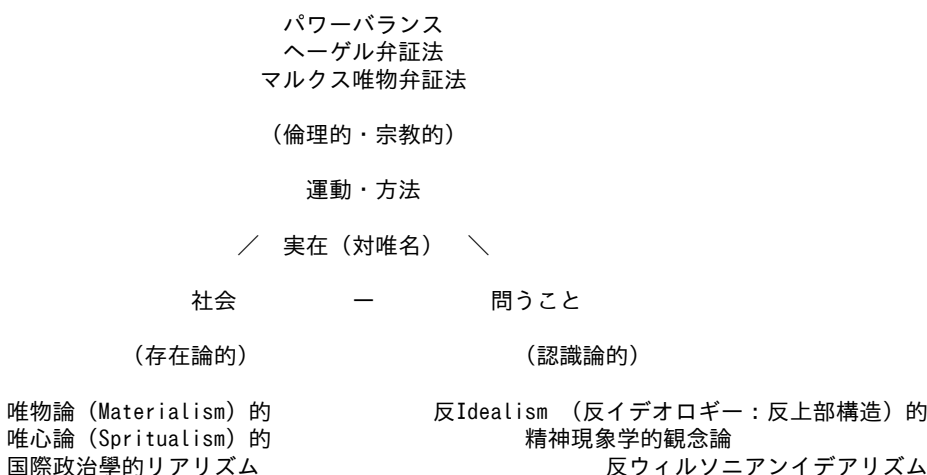 パワーバランス
ヘーゲル弁証法
マルクス唯物弁証法
（倫理的・宗教的）
運動・方法
／ 実在（対唯名） ＼
社会 ー 問うこと
（存在論的） （認識論的）
唯物論（Materialism）的 反Idealism （反イデオロギー：反上部構造）的
唯心論（Spritualism）的 精神現象学的観念論
国際政治學的リアリズム 反ウィルソニアンイデアリズム